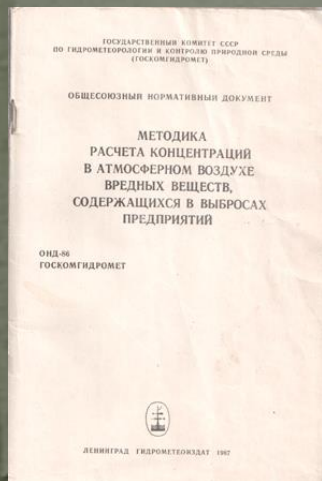 ГОСУДАРСТВЕННЫЙ КОМИТЕТ СССР
ПО ГИДРОМЕТЕОРОЛОГИИ И КОНТРОЛЮ ПРИРОДНОЙ СРЕДЫ
(ГОСКОМГИДРОМЕТ)
ОБЩЕСОЮЗНЫЙ НОРМАТИВНЫЙ ДОКУМЕНТ
МЕТОДИКА
РАСЧЕТА КОНЦЕНТРАЦИЙ
В АТМОСФЕРНОМ ВОЗДУХЕ
ВРЕДНЫХ ВЕЩЕСТВ,
СОДЕРЖАЩИХСЯ В ВЫБРОСАХ
ПРЕДПРИЯТИЙ
ОНД-86
ГОСКОМГИДРОМЕТ
ЛЕНИНГРАД ГИДРОМЕТЕОИЗДАТ 1987